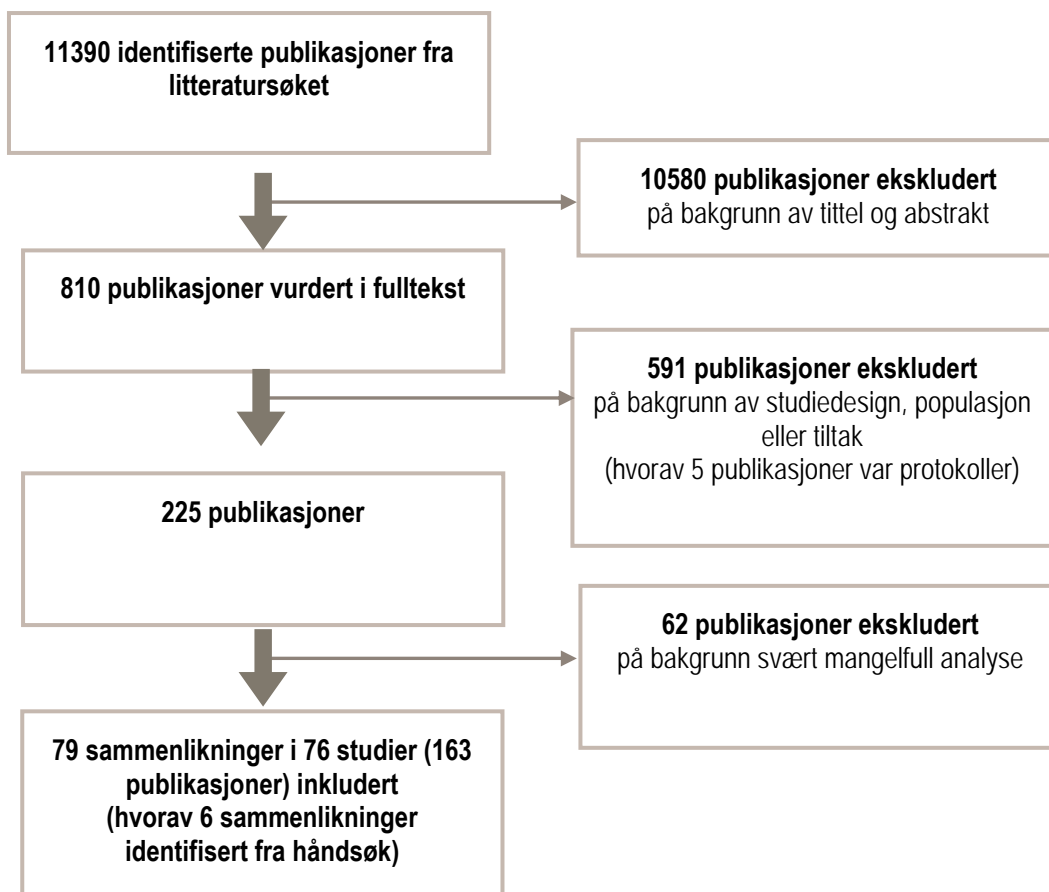 11390 identifiserte publikasjoner fra
litteratursøket
10580 publikasjoner ekskludert
på bakgrunn av tittel og abstrakt
810 publikasjoner vurdert i fulltekst
591 publikasjoner ekskludert
på bakgrunn av studiedesign, populasjon
eller tiltak
(hvorav 5 publikasjoner var protokoller)
225 publikasjoner
62 publikasjoner ekskludert
på bakgrunn svært mangelfull analyse
79 sammenlikninger i 76 studier (163
publikasjoner) inkludert
(hvorav 6 sammenlikninger
identifisert fra håndsøk)